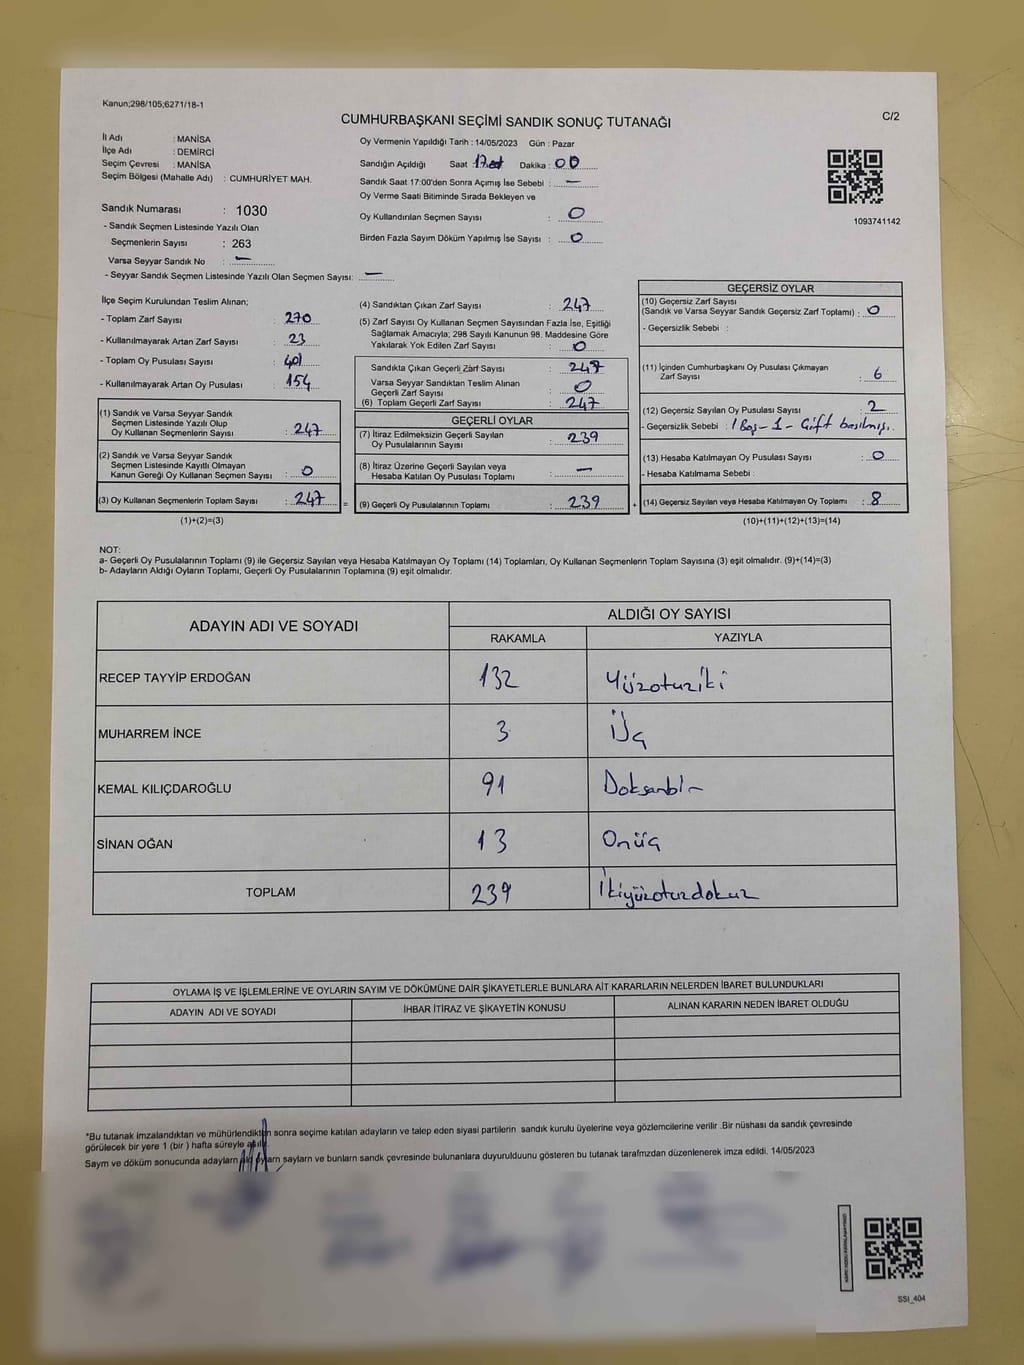 Kanun;298/105;6271/18-1
CUMHURBAŞKANI SEÇİMİ SANDIK SONUÇ TUTANAĞI
C/2
İl Adı : MANİSA
İlçe Adı : DEMİRCİ
Seçim Çevresi : MANİSA
Seçim Bölgesi (Mahalle Adı) : CUMHURİYET MAH.
Sandık Numarası : 1030
- Sandık Seçmen Listesinde Yazılı Olan
Seçmenlerin Sayısı : 263
Varsa Seyyar Sandık No : —
- Seyyar Sandık Seçmen Listesinde Yazılı Olan Seçmen Sayısı: —
Oy Vermenin Yapıldığı Tarih : 14/05/2023 Gün : Pazar
Sandığın Açıldığı Saat : 17.00 Dakika : 00
Sandık Saat 17:00'den Sonra Açımış İse Sebebi : —
Oy Verme Saati Bitiminde Sırada Bekleyen ve
Oy Kullandırılan Seçmen Sayısı : 0
Birden Fazla Sayım Döküm Yapılmış İse Sayısı : 0
1093741142
İlçe Seçim Kurulundan Teslim Alınan;
- Toplam Zarf Sayısı : 270
- Kullanılmayarak Artan Zarf Sayısı : 23
- Toplam Oy Pusulası Sayısı : 401
- Kullanılmayarak Artan Oy Pusulası : 154
(1) Sandık ve Varsa Seyyar Sandık
Seçmen Listesinde Yazılı Olup
Oy Kullanan Seçmenlerin Sayısı : 247
(2) Sandık ve Varsa Seyyar Sandık
Seçmen Listesinde Kayıtlı Olmayan
Kanun Gereği Oy Kullanan Seçmen Sayısı : 0
(3) Oy Kullanan Seçmenlerin Toplam Sayısı : 247
(1)+(2)=(3)
(4) Sandıktan Çıkan Zarf Sayısı : 247
(5) Zarf Sayısı Oy Kullanan Seçmen Sayısından Fazla İse, Eşitliği
Sağlamak Amacıyla; 298 Sayılı Kanunun 98. Maddesine Göre
Yakılarak Yok Edilen Zarf Sayısı : 0
Sandıkta Çıkan Geçerli Zarf Sayısı : 247
Varsa Seyyar Sandıktan Teslim Alınan
Geçerli Zarf Sayısı : 0
(6) Toplam Geçerli Zarf Sayısı : 247
GEÇERLİ OYLAR
(7) İtiraz Edilmeksizin Geçerli Sayılan
Oy Pusulalarının Sayısı : 239
(8) İtiraz Üzerine Geçerli Sayılan veya
Hesaba Katılan Oy Pusulası Toplamı : —
= (9) Geçerli Oy Pusulalarının Toplamı : 239
GEÇERSİZ OYLAR
(10) Geçersiz Zarf Sayısı
(Sandık ve Varsa Seyyar Sandık Geçersiz Zarf Toplamı) : 0
- Geçersizlik Sebebi :
(11) İçinden Cumhurbaşkanı Oy Pusulası Çıkmayan
Zarf Sayısı : 6
(12) Geçersiz Sayılan Oy Pusulası Sayısı : 2
- Geçersizlik Sebebi : 1 Boş - 1 - Çift basılmış.
(13) Hesaba Katılmayan Oy Pusulası Sayısı : 0
- Hesaba Katılmama Sebebi :
+ (14) Geçersiz Sayılan veya Hesaba Katılmayan Oy Toplamı : 8
(10)+(11)+(12)+(13)=(14)
NOT:
a- Geçerli Oy Pusulalarının Toplamı (9) ile Geçersiz Sayılan veya Hesaba Katılmayan Oy Toplamı (14) Toplamları, Oy Kullanan Seçmenlerin Toplam Sayısına (3) eşit olmalıdır. (9)+(14)=(3)
b- Adayların Aldığı Oyların Toplamı, Geçerli Oy Pusulalarının Toplamına (9) eşit olmalıdır.
ADAYIN ADI VE SOYADI
ALDIĞI OY SAYISI
RAKAMLA YAZIYLA
RECEP TAYYİP ERDOĞAN 132 Yüzotuziki
MUHARREM İNCE 3 Üç
KEMAL KILIÇDAROĞLU 91 Doksanbir
SİNAN OĞAN 13 Onüç
TOPLAM 239 İkiyüzotuzdokuz
OYLAMA İŞ VE İŞLEMLERİNE VE OYLARIN SAYIM VE DÖKÜMÜNE DAİR ŞİKAYETLERLE BUNLARA AİT KARARLARIN NELERDEN İBARET BULUNDUKLARI
ADAYIN ADI VE SOYADI İHBAR İTİRAZ VE ŞİKAYETİN KONUSU ALINAN KARARIN NEDEN İBARET OLDUĞU
*Bu tutanak imzalandıktan ve mühürlendikten sonra seçime katılan adayların ve talep eden siyasi partilerin sandık kurulu üyelerine veya gözlemcilerine verilir .Bir nüshası da sandık çevresinde
görülecek bir yere 1 (bir ) hafta süreyle asılır.
Saym ve döküm sonucunda adaylarn ald oylarn saylarn ve bunlarn sandk çevresinde bulunanlara duyurulduunu gösteren bu tutanak tarafmzdan düzenlenerek imza edildi. 14/05/2023
SSI_404